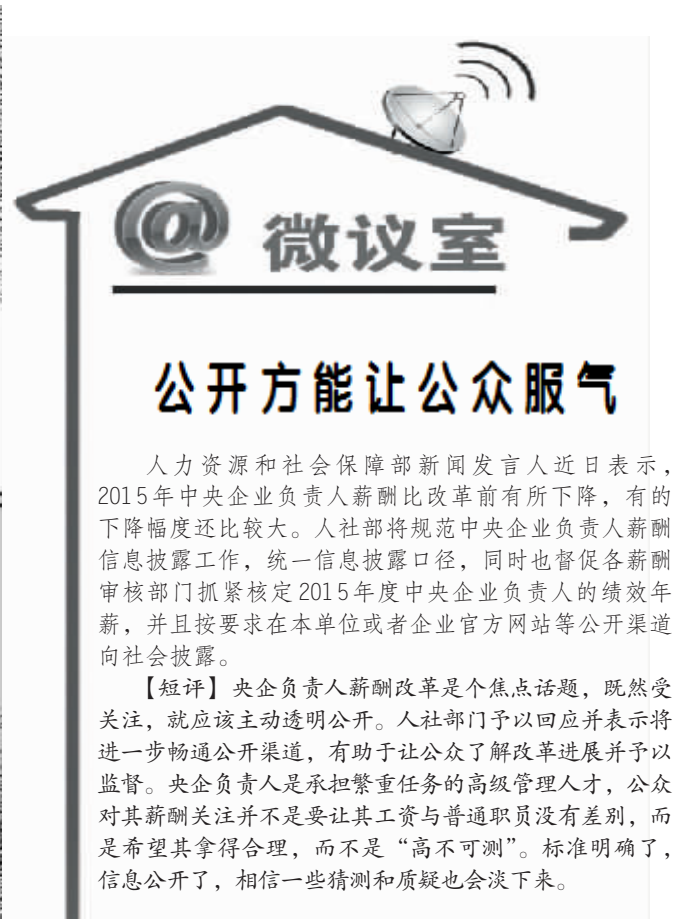 @ 微议室
公开方能让公众服气
人力资源和社会保障部新闻发言人近日表示，
2015年中央企业负责人薪酬比改革前有所下降，有的
下降幅度还比较大。人社部将规范中央企业负责人薪酬
信息披露工作，统一信息披露口径，同时也督促各薪酬
审核部门抓紧核定2015年度中央企业负责人的绩效年
薪，并且按要求在本单位或者企业官方网站等公开渠道
向社会披露。
【短评】央企负责人薪酬改革是个焦点话题，既然受
关注，就应该主动透明公开。人社部门予以回应并表示将
进一步畅通公开渠道，有助于让公众了解改革进展并予以
监督。央企负责人是承担繁重任务的高级管理人才，公众
对其薪酬关注并不是要让其工资与普通职员没有差别，而
是希望其拿得合理，而不是“高不可测”。标准明确了，
信息公开了，相信一些猜测和质疑也会淡下来。